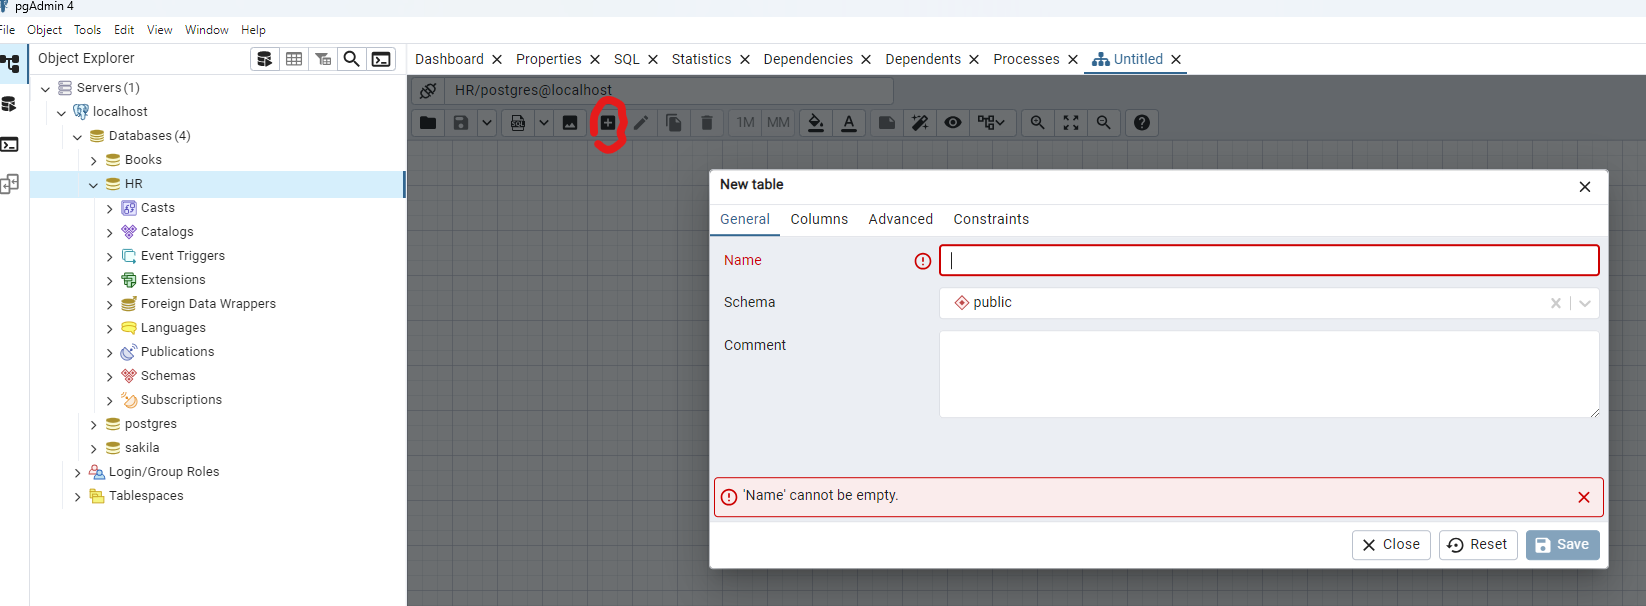 pgAdmin 4
File Object Tools Edit View Window Help
Object Explorer
Dashboard Properties SQL Statistics Dependencies Dependents Processes Untitled
Servers (1)
localhost
Databases (4)
Books
HR
Casts
Catalogs
Event Triggers
Extensions
Foreign Data Wrappers
Languages
Publications
Schemas
Subscriptions
postgres
sakila
Login/Group Roles
Tablespaces
HR/postgres@localhost
SQL 1M MM
New table
General Columns Advanced Constraints
Name
Schema public
Comment
'Name' cannot be empty.
Close Reset Save